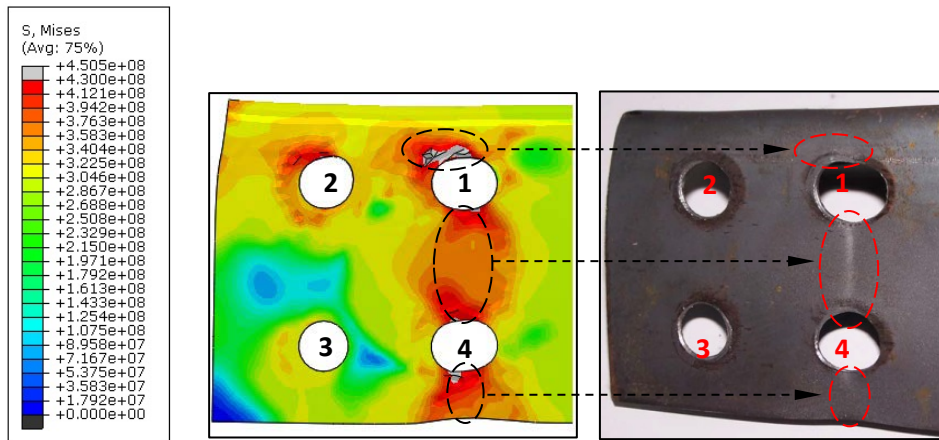 S, Mises
(Avg: 75%)
+4.505e+08
+4.300e+08
+4.121e+08
+3.942e+08
+3.763e+08
+3.583e+08
+3.404e+08
+3.225e+08
+3.046e+08
+2.867e+08
+2.688e+08
+2.508e+08
+2.329e+08
+2.150e+08
+1.971e+08
+1.792e+08
+1.613e+08
+1.433e+08
+1.254e+08
+1.075e+08
+8.958e+07
+7.167e+07
+5.375e+07
+3.583e+07
+1.792e+07
+0.000e+00
2 1
3 4
2 1
3 4